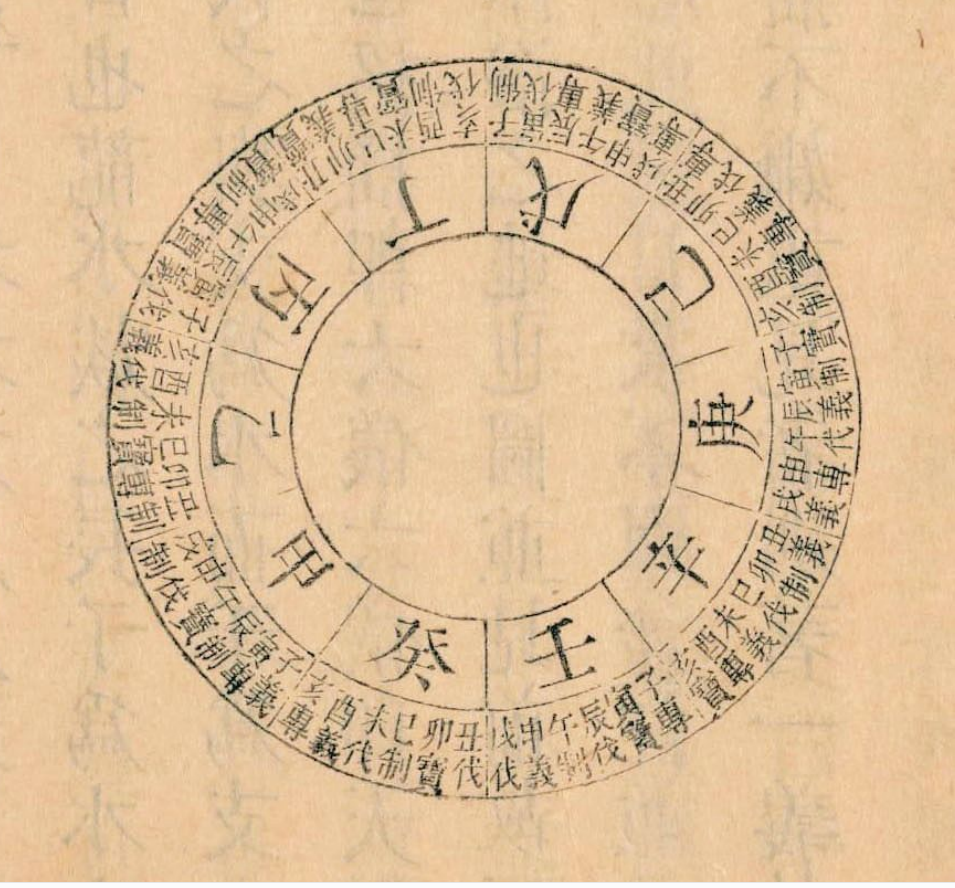 甲
子寅辰午申戌
義專制寶伐制
乙
丑卯巳未酉亥
制專寶制伐義
丙
子寅辰午申戌
伐義寶專制寶
丁
丑卯巳未酉亥
寶義專寶制伐
戊
子寅辰午申戌
制伐專義寶專
己
丑卯巳未酉亥
專伐義專寶制
庚
子寅辰午申戌
寶制義伐專義
辛
丑卯巳未酉亥
義制伐義專寶
壬
子寅辰午申戌
專寶伐制義伐
癸
丑卯巳未酉亥
伐寶制伐義專